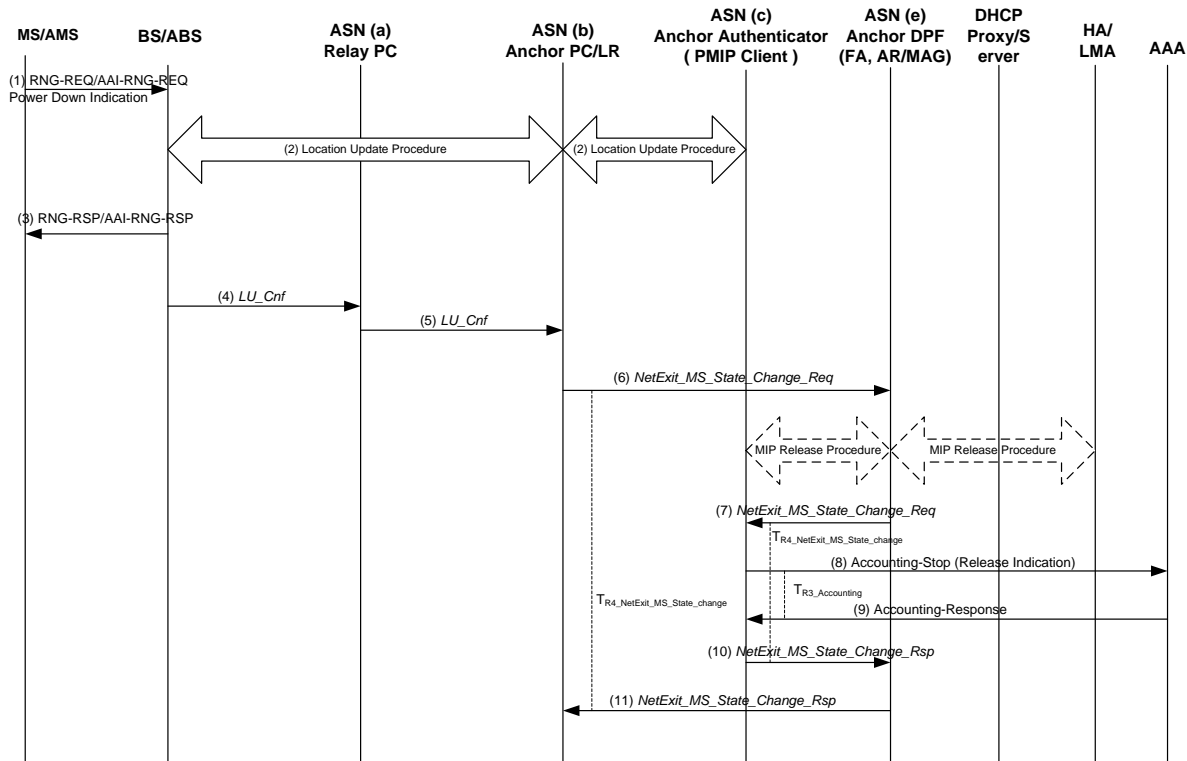 MS/AMS
BS/ABS
ASN (a)
Relay PC
ASN (b)
Anchor PC/LR
ASN (c)
Anchor Authenticator
( PMIP Client )
ASN (e)
Anchor DPF
(FA, AR/MAG)
DHCP
Proxy/S
erver
HA/
LMA
AAA
(1) RNG-REQ/AAI-RNG-REQ
Power Down Indication
(2) Location Update Procedure
(2) Location Update Procedure
(3) RNG-RSP/AAI-RNG-RSP
(4) LU_Cnf
(5) LU_Cnf
(6) NetExit_MS_State_Change_Req
MIP Release Procedure
MIP Release Procedure
(7) NetExit_MS_State_Change_Req
TR4_NetExit_MS_State_change
(8) Accounting-Stop (Release Indication)
TR3_Accounting
TR4_NetExit_MS_State_change
(9) Accounting-Response
(10) NetExit_MS_State_Change_Rsp
(11) NetExit_MS_State_Change_Rsp